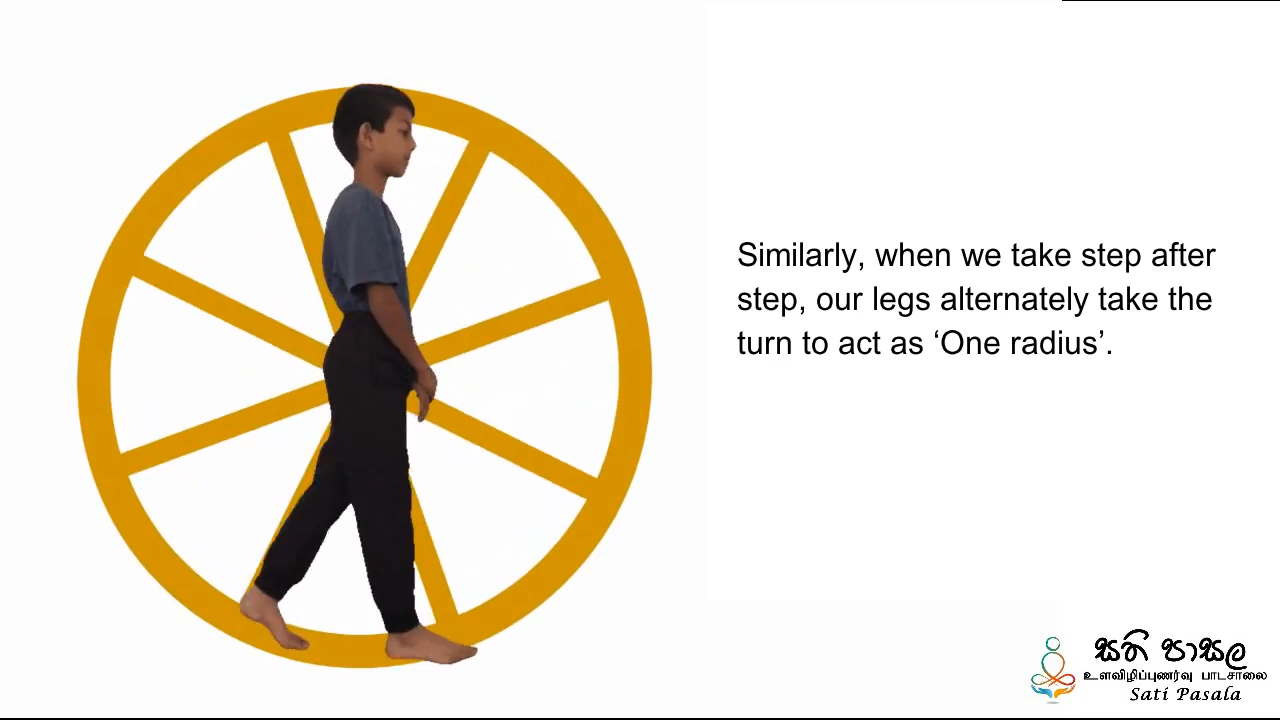 Similarly, when we take step after
step, our legs alternately take the
turn to act as ‘One radius’.
සති පාසල
உளவிழிப்புணர்வு பாடசாலை
Sati Pasala